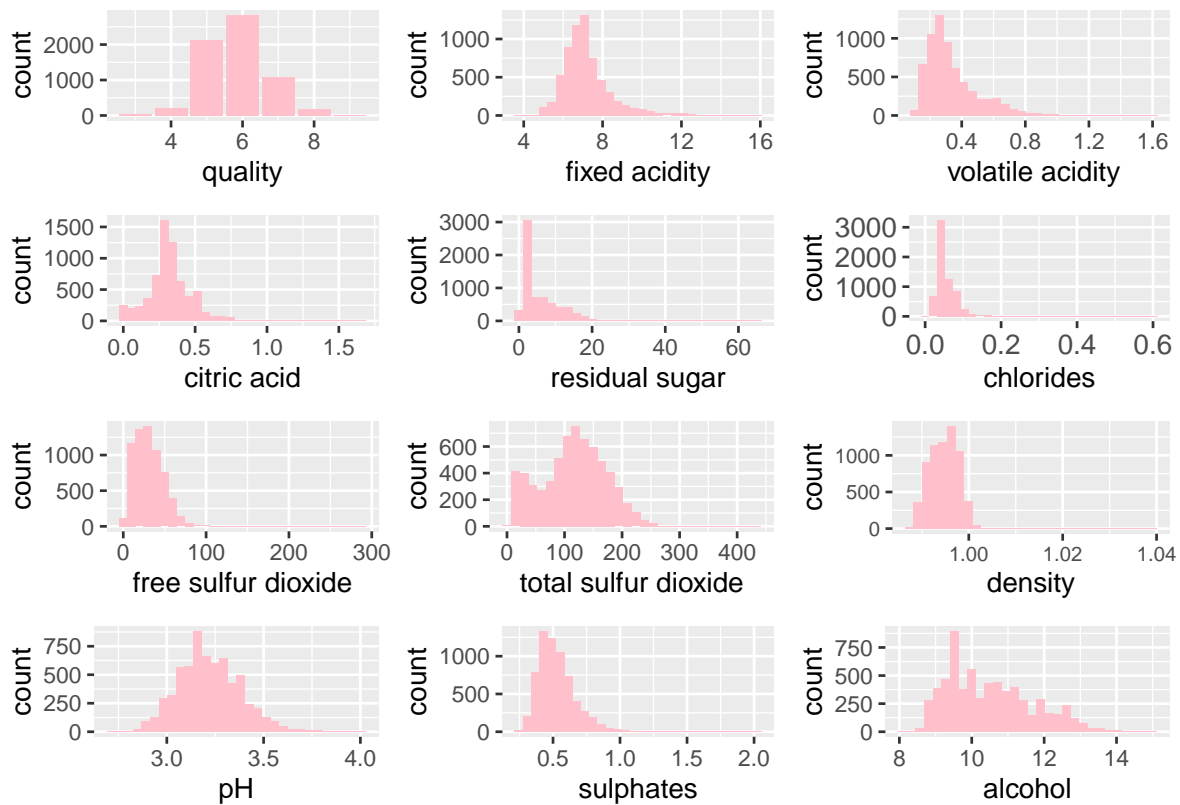 count
2000
1000
0
4 6 8
quality
count
1000
500
0
4 8 12 16
fixed acidity
count
1000
500
0
0.4 0.8 1.2 1.6
volatile acidity
count
1500
1000
500
0
0.0 0.5 1.0 1.5
citric acid
count
3000
2000
1000
0
0 20 40 60
residual sugar
count
3000
2000
1000
0
0.0 0.2 0.4 0.6
chlorides
count
1000
500
0
0 100 200 300
free sulfur dioxide
count
600
400
200
0
0 100 200 300 400
total sulfur dioxide
count
1000
500
0
1.00 1.02 1.04
density
count
750
500
250
0
3.0 3.5 4.0
pH
count
1000
500
0
0.5 1.0 1.5 2.0
sulphates
count
750
500
250
0
8 10 12 14
alcohol